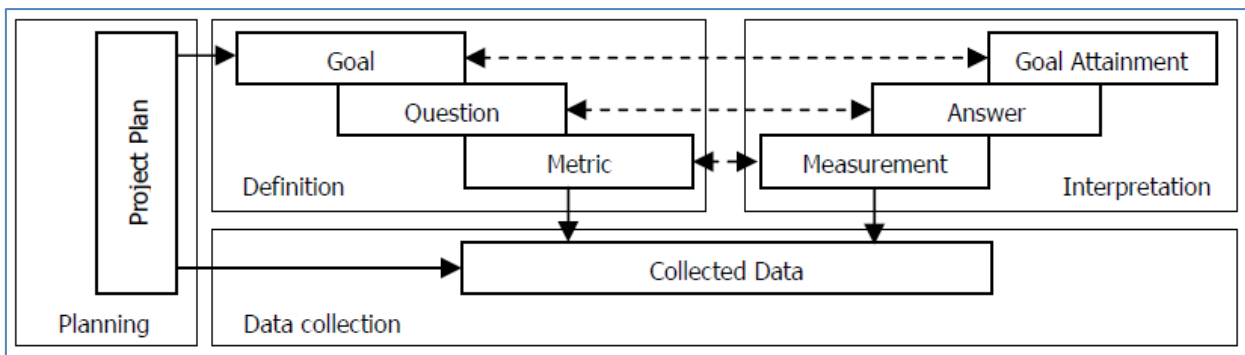 Project Plan
Planning
Goal
Question
Metric
Definition
Goal Attainment
Answer
Measurement
Interpretation
Collected Data
Data collection